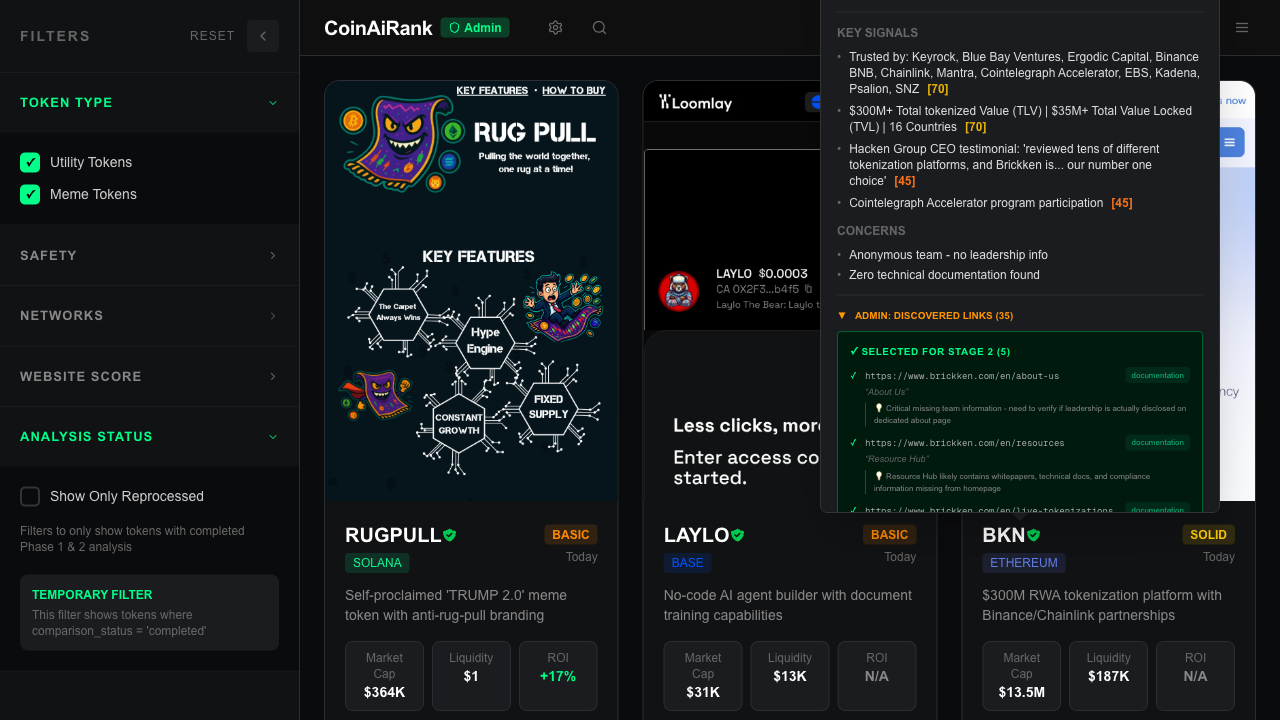 FILTERS
RESET
TOKEN TYPE
✓ Utility Tokens
✓ Meme Tokens
SAFETY
NETWORKS
WEBSITE SCORE
ANALYSIS STATUS
Show Only Reprocessed
Filters to only show tokens with completed
Phase 1 & 2 analysis
TEMPORARY FILTER
This filter shows tokens where
comparison_status = 'completed'
CoinAiRank
Admin
KEY FEATURES • HOW TO BUY
RUG PULL
Pulling the world together,
one rug at a time!
KEY FEATURES
The Carpet
Always Wins
Hype
Engine
CONSTANT
GROWTH
FIXED
SUPPLY
RUGPULL
BASIC
SOLANA
Today
Self-proclaimed 'TRUMP 2.0' meme
token with anti-rug-pull branding
Market
Cap
$364K
Liquidity
$1
ROI
+17%
Loomlay
LAYLO $0.0003
CA 0X2F3...b4f5
Laylo The Bear: Laylo t
Less clicks, mor
Enter access co
started.
LAYLO
BASIC
BASE
Today
No-code AI agent builder with document
training capabilities
Market
Cap
$31K
Liquidity
$13K
ROI
N/A
KEY SIGNALS
• Trusted by: Keyrock, Blue Bay Ventures, Ergodic Capital, Binance
BNB, Chainlink, Mantra, Cointelegraph Accelerator, EBS, Kadena,
Psalion, SNZ [70]
• $300M+ Total tokenized Value (TLV) | $35M+ Total Value Locked
(TVL) | 16 Countries [70]
• Hacken Group CEO testimonial: 'reviewed tens of different
tokenization platforms, and Brickken is... our number one
choice' [45]
• Cointelegraph Accelerator program participation [45]
CONCERNS
• Anonymous team - no leadership info
• Zero technical documentation found
▼ ADMIN: DISCOVERED LINKS (35)
✓ SELECTED FOR STAGE 2 (5)
✓ https://www.brickken.com/en/about-us
documentation
"About Us"
💡 Critical missing team information - need to verify if leadership is actually disclosed on
dedicated about page
✓ https://www.brickken.com/en/resources
documentation
"Resource Hub"
💡 Resource Hub likely contains whitepapers, technical docs, and compliance
information missing from homepage
✓ https://www.brickken.com/en/live-tokenizations
documentation
s now
ncy
BKN
SOLID
ETHEREUM
Today
$300M RWA tokenization platform with
Binance/Chainlink partnerships
Market
Cap
$13.5M
Liquidity
$187K
ROI
N/A